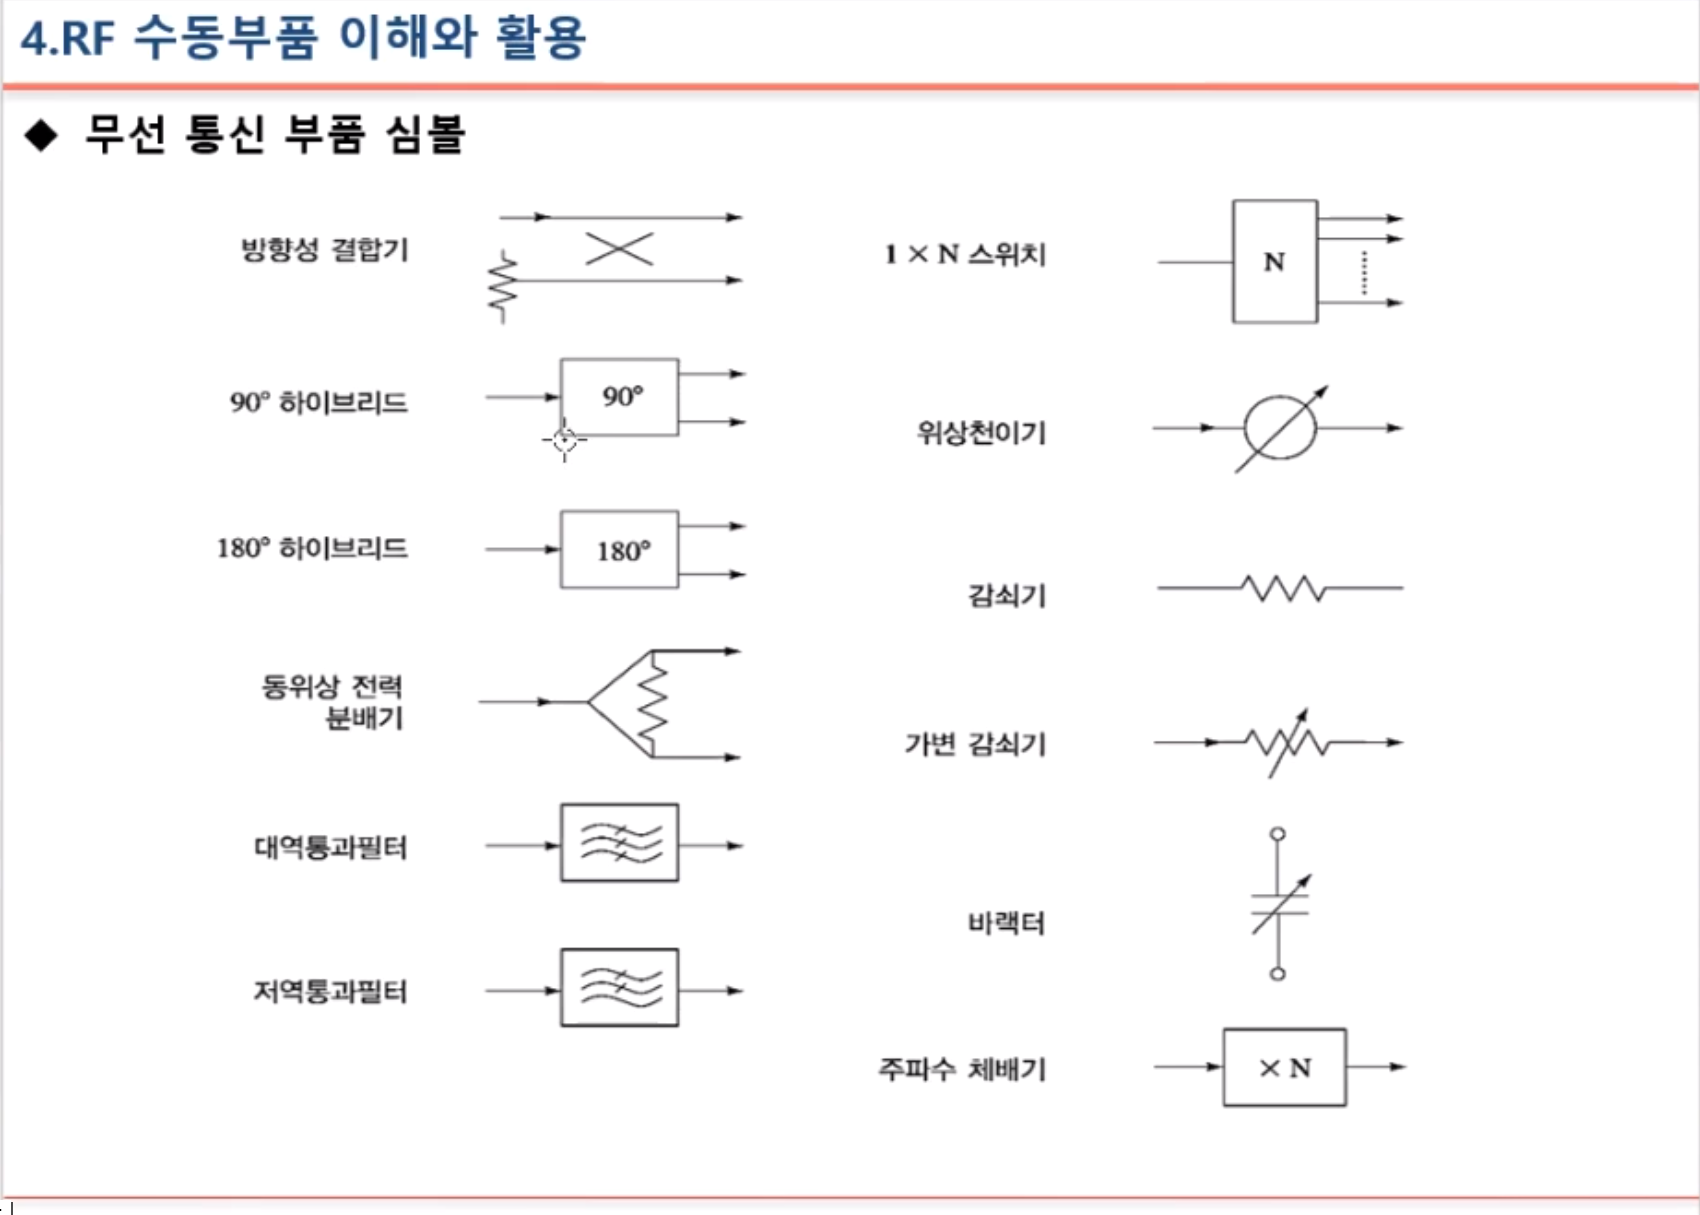 4.RF 수동부품 이해와 활용
◆ 무선 통신 부품 심볼
방향성 결합기
90° 하이브리드
90°
180° 하이브리드
180°
동위상 전력
분배기
대역통과필터
저역통과필터
1 × N 스위치
N
위상천이기
감쇠기
가변 감쇠기
바랙터
주파수 체배기
× N